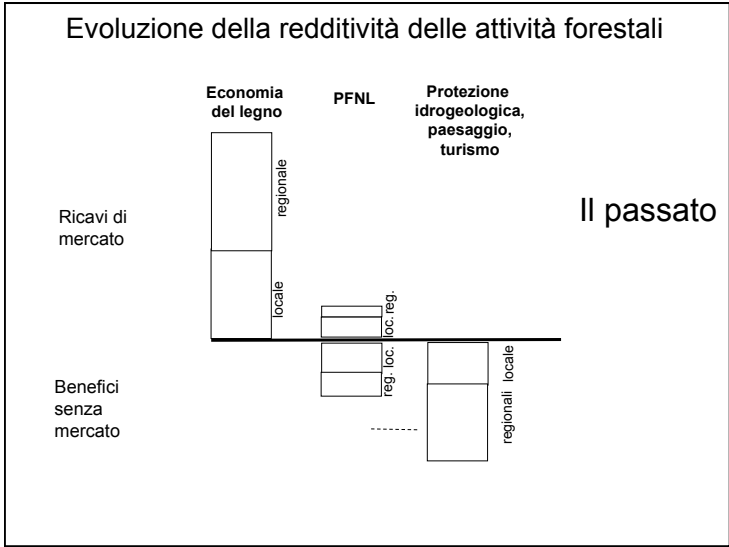 Evoluzione della redditività delle attività forestali
Economia
del legno
PFNL
Protezione
idrogeologica,
paesaggio,
turismo
Il passato
Ricavi di
mercato
regionale
locale
reg.
loc.
loc.
reg.
locale
regionali
Benefici
senza
mercato